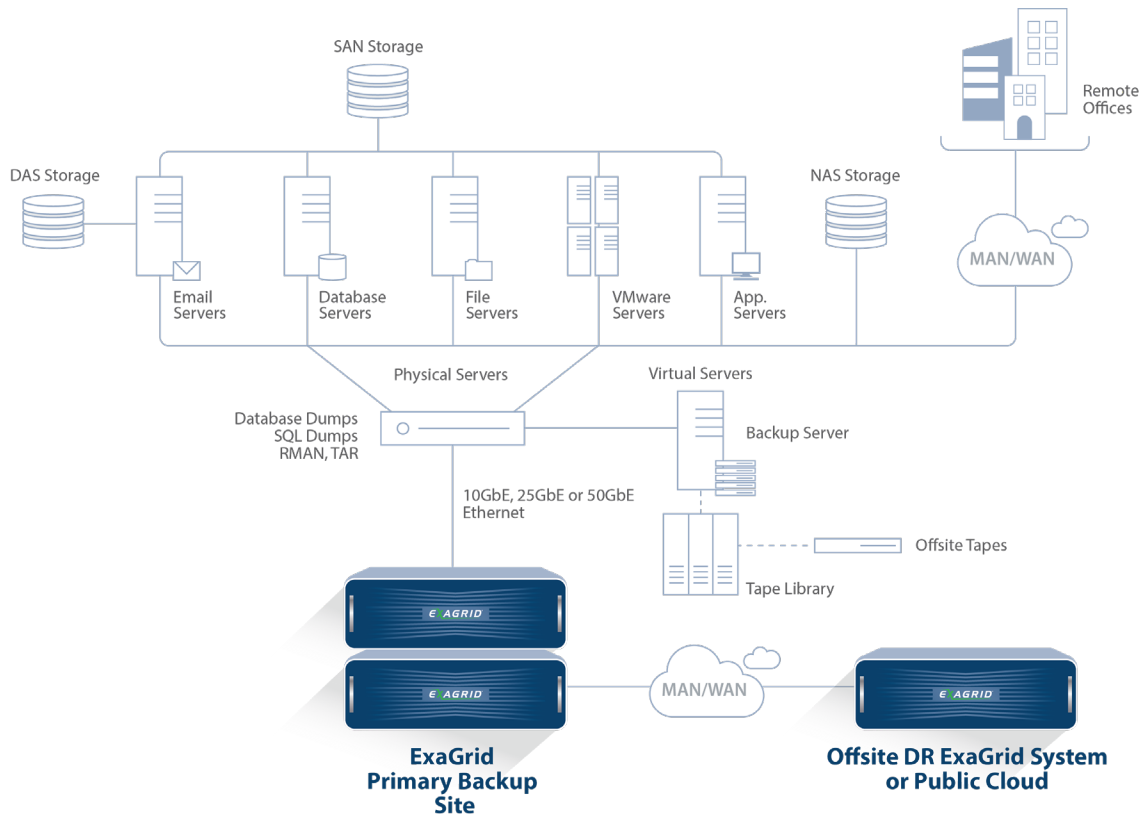 SAN Storage
Remote
Offices
DAS Storage
NAS Storage
MAN/WAN
Email
Servers
Database
Servers
File
Servers
VMware
Servers
App.
Servers
Physical Servers
Virtual Servers
Database Dumps
SQL Dumps
RMAN, TAR
Backup Server
10GbE, 25GbE or 50GbE
Ethernet
Offsite Tapes
Tape Library
EXAGRID
EXAGRID
MAN/WAN
EXAGRID
ExaGrid
Primary Backup
Site
Offsite DR ExaGrid System
or Public Cloud